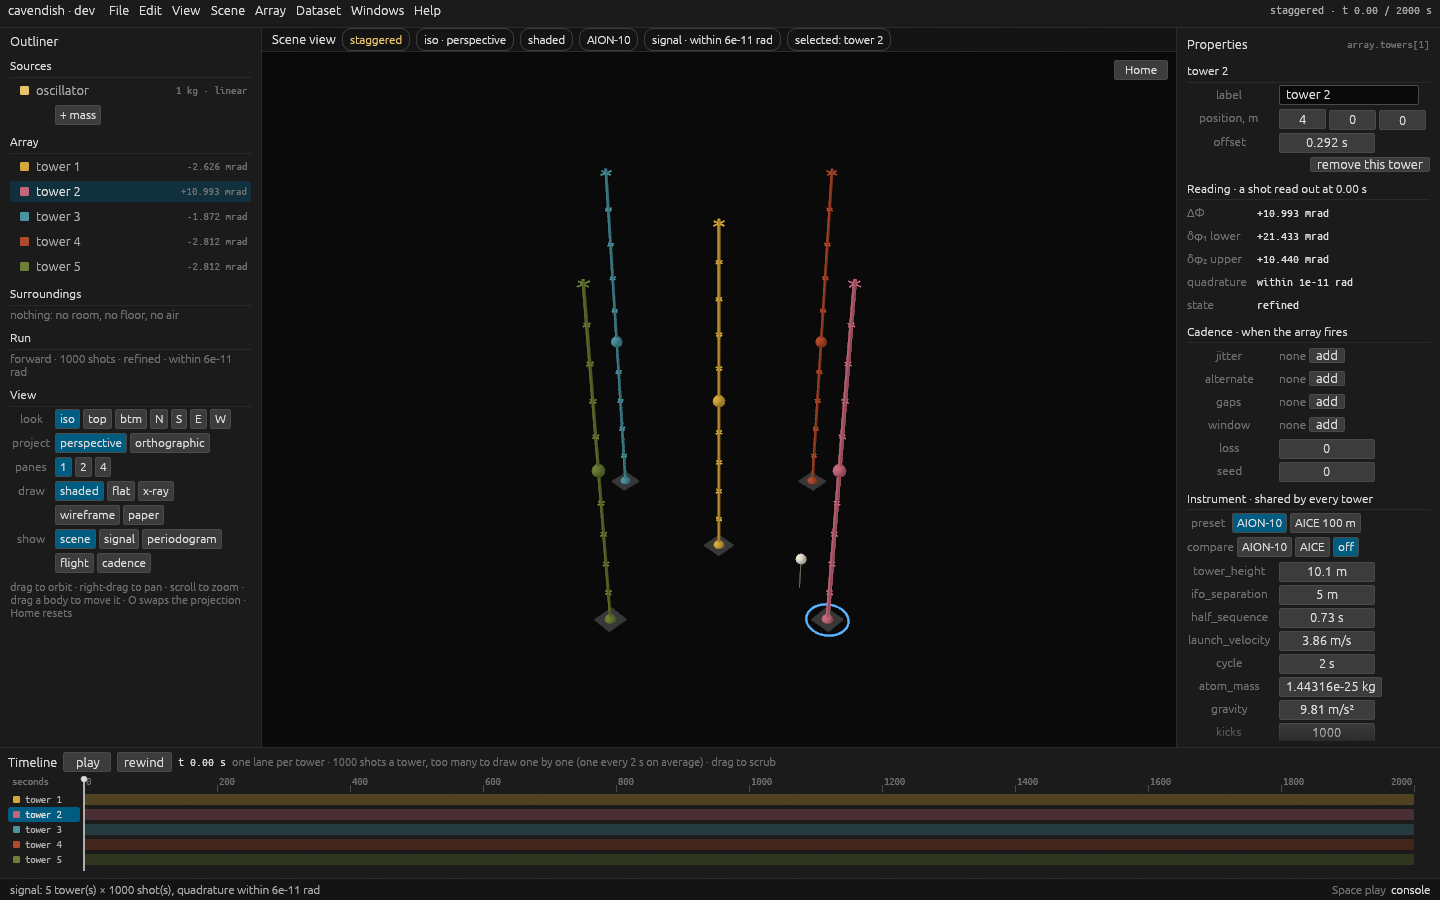 cavendish · dev File Edit View Scene Array Dataset Windows Help staggered · t 0.00 / 2000 s
Outliner
Sources
oscillator 1 kg · linear
+ mass
Array
tower 1 -2.626 mrad
tower 2 +10.993 mrad
tower 3 -1.872 mrad
tower 4 -2.812 mrad
tower 5 -2.812 mrad
Surroundings
nothing: no room, no floor, no air
Run
forward · 1000 shots · refined · within 6e-11
rad
View
look iso top btm N S E W
project perspective orthographic
panes 1 2 4
draw shaded flat x-ray
wireframe paper
show scene signal periodogram
flight cadence
drag to orbit · right-drag to pan · scroll to zoom ·
drag a body to move it · O swaps the projection ·
Home resets
Scene view staggered iso · perspective shaded AION-10 signal · within 6e-11 rad selected: tower 2
Home
Properties array.towers[1]
tower 2
label tower 2
position, m 4 0 0
offset 0.292 s
remove this tower
Reading · a shot read out at 0.00 s
ΔΦ +10.993 mrad
δφ₁ lower +21.433 mrad
δφ₂ upper +10.440 mrad
quadrature within 1e-11 rad
state refined
Cadence · when the array fires
jitter none add
alternate none add
gaps none add
window none add
loss 0
seed 0
Instrument · shared by every tower
preset AION-10 AICE 100 m
compare AION-10 AICE off
tower_height 10.1 m
ifo_separation 5 m
half_sequence 0.73 s
launch_velocity 3.86 m/s
cycle 2 s
atom_mass 1.44316e-25 kg
gravity 9.81 m/s²
kicks 1000
Timeline play rewind t 0.00 s one lane per tower · 1000 shots a tower, too many to draw one by one (one every 2 s on average) · drag to scrub
seconds 0 200 400 600 800 1000 1200 1400 1600 1800 2000
tower 1
tower 2
tower 3
tower 4
tower 5
signal: 5 tower(s) × 1000 shot(s), quadrature within 6e-11 rad Space play console